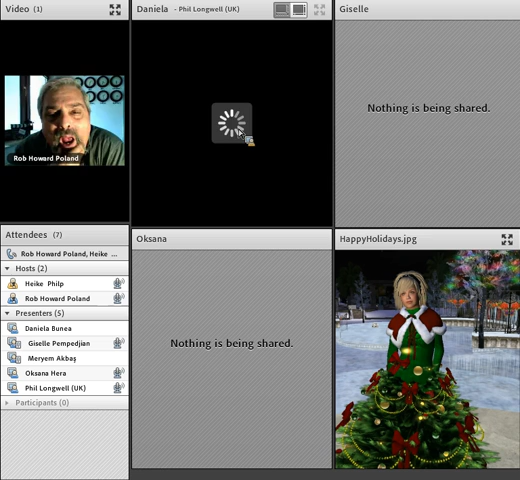 Video (1)
Rob Howard Poland
Attendees (7)
Rob Howard Poland, Heike ...
Hosts (2)
Heike Philp
Rob Howard Poland
Presenters (5)
Daniela Bunea
Giselle Pempedjian
Meryem Akbaş
Oksana Hera
Phil Longwell (UK)
Participants (0)
Daniela - Phil Longwell (UK)
Giselle
Nothing is being shared.
Oksana
Nothing is being shared.
HappyHolidays.jpg